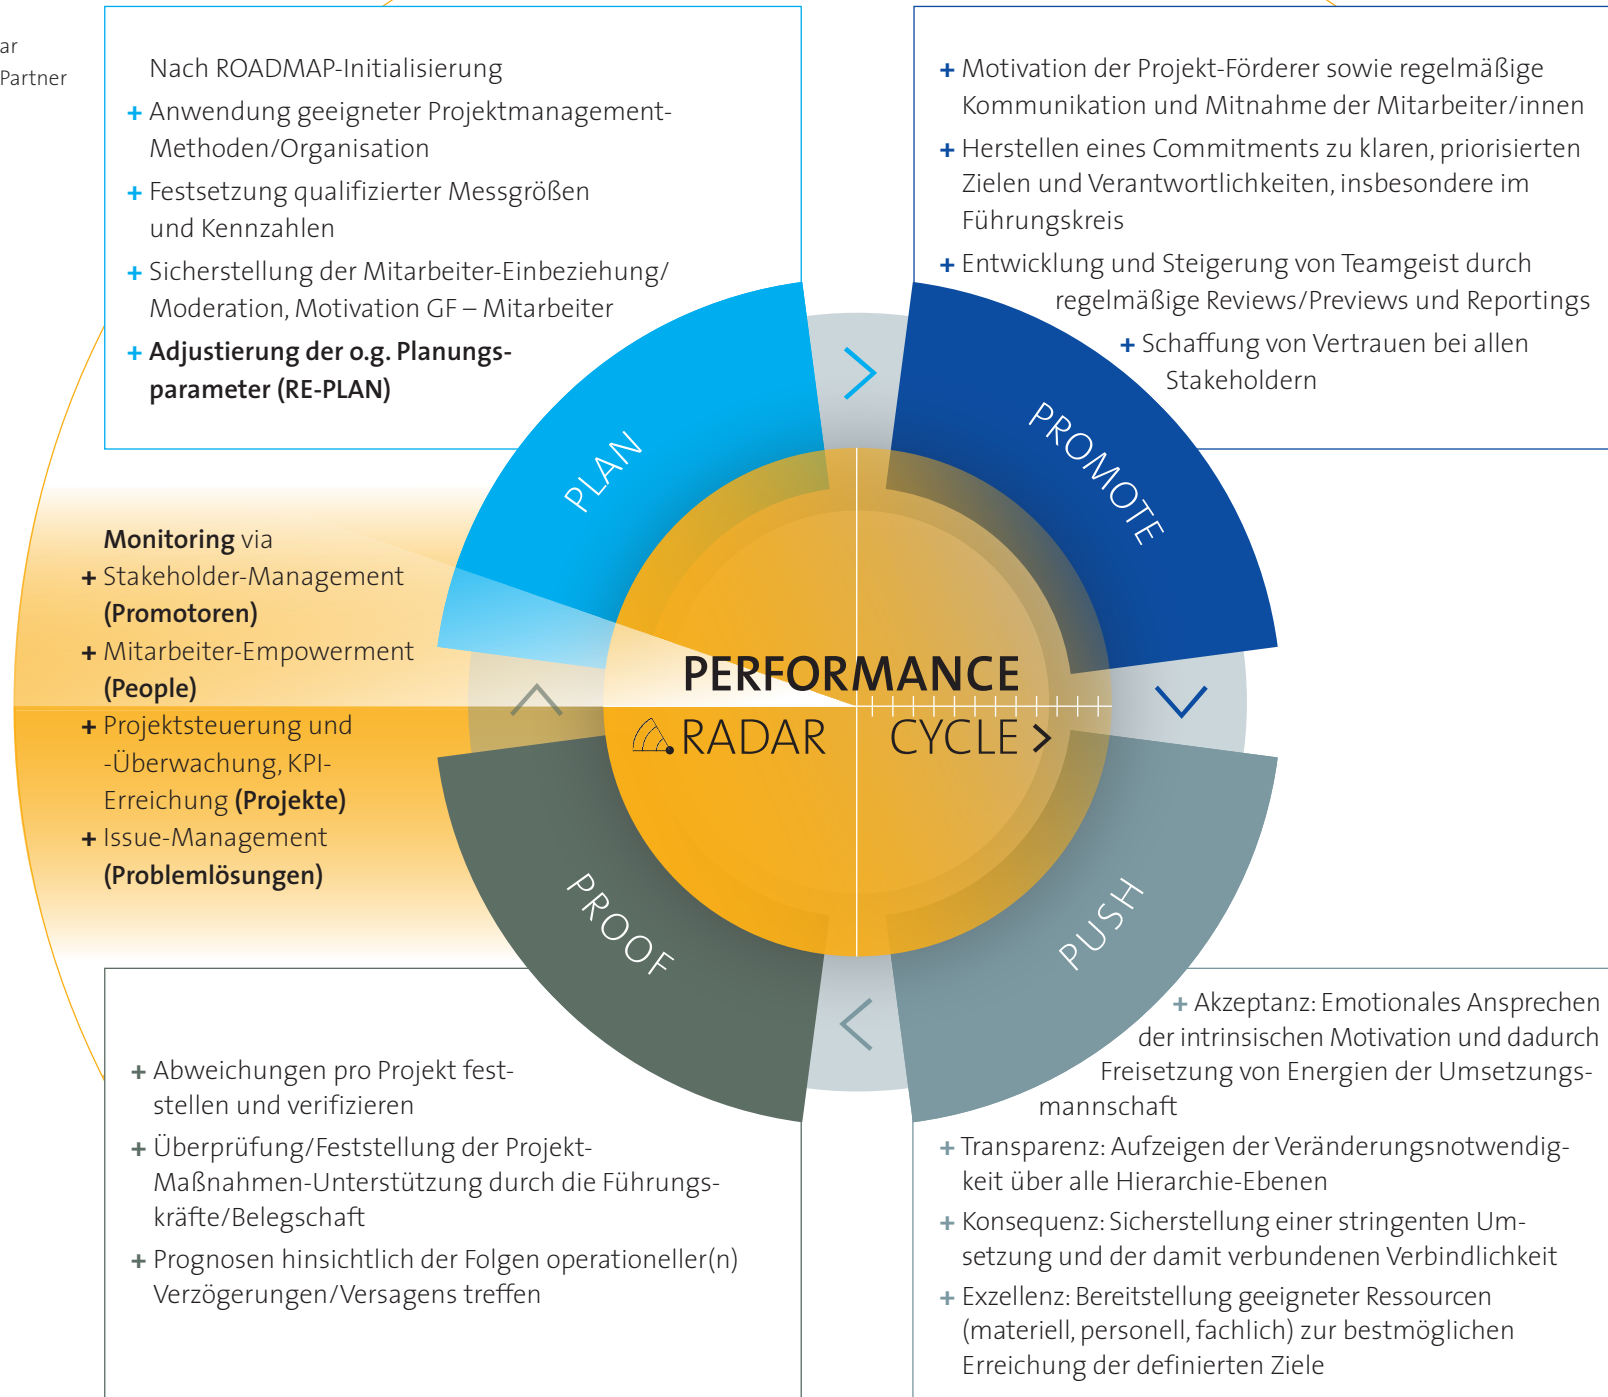 ar
Partner
Nach ROADMAP-Initialisierung
+ Anwendung geeigneter Projektmanagement-
Methoden/Organisation
+ Festsetzung qualifizierter Messgrößen
und Kennzahlen
+ Sicherstellung der Mitarbeiter-Einbeziehung/
Moderation, Motivation GF – Mitarbeiter
+ Adjustierung der o.g. Planungs-
parameter (RE-PLAN)
+ Motivation der Projekt-Förderer sowie regelmäßige
Kommunikation und Mitnahme der Mitarbeiter/innen
+ Herstellen eines Commitments zu klaren, priorisierten
Zielen und Verantwortlichkeiten, insbesondere im
Führungskreis
+ Entwicklung und Steigerung von Teamgeist durch
regelmäßige Reviews/Previews und Reportings
+ Schaffung von Vertrauen bei allen
Stakeholdern
PLAN
PROMOTE
Monitoring via
+ Stakeholder-Management
(Promotoren)
+ Mitarbeiter-Empowerment
(People)
+ Projektsteuerung und
-Überwachung, KPI-
Erreichung (Projekte)
+ Issue-Management
(Problemlösungen)
PERFORMANCE
RADAR CYCLE >
PROOF
PUSH
+ Abweichungen pro Projekt fest-
stellen und verifizieren
+ Überprüfung/Feststellung der Projekt-
Maßnahmen-Unterstützung durch die Führungs-
kräfte/Belegschaft
+ Prognosen hinsichtlich der Folgen operationeller(n)
Verzögerungen/Versagens treffen
+ Akzeptanz: Emotionales Ansprechen
der intrinsischen Motivation und dadurch
Freisetzung von Energien der Umsetzungs-
mannschaft
+ Transparenz: Aufzeigen der Veränderungsnotwendig-
keit über alle Hierarchie-Ebenen
+ Konsequenz: Sicherstellung einer stringenten Um-
setzung und der damit verbundenen Verbindlichkeit
+ Exzellenz: Bereitstellung geeigneter Ressourcen
(materiell, personell, fachlich) zur bestmöglichen
Erreichung der definierten Ziele